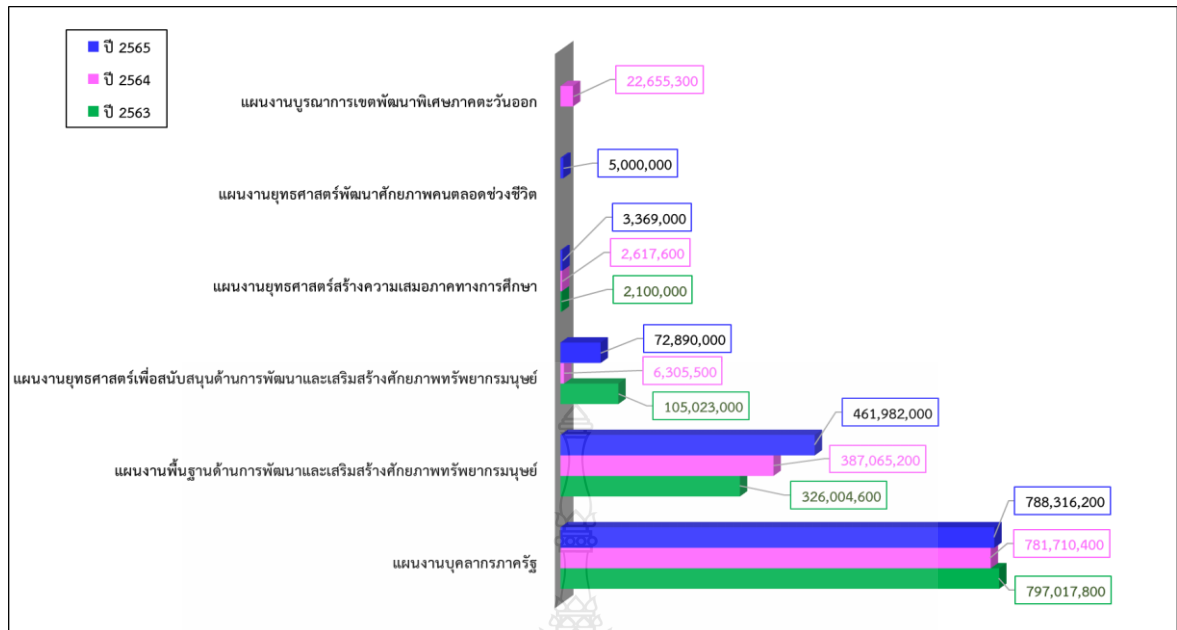 ปี 2565
ปี 2564
ปี 2563
แผนงานบูรณาการเขตพัฒนาพิเศษภาคตะวันออก
22,655,300
แผนงานยุทธศาสตร์พัฒนาศักยภาพคนตลอดช่วงชีวิต
5,000,000
แผนงานยุทธศาสตร์สร้างความเสมอภาคทางการศึกษา
3,369,000
2,617,600
2,100,000
แผนงานยุทธศาสตร์เพื่อสนับสนุนด้านการพัฒนาและเสริมสร้างศักยภาพทรัพยากรมนุษย์
72,890,000
6,305,500
105,023,000
แผนงานพื้นฐานด้านการพัฒนาและเสริมสร้างศักยภาพทรัพยากรมนุษย์
461,982,000
387,065,200
326,004,600
แผนงานบุคลากรภาครัฐ
788,316,200
781,710,400
797,017,800